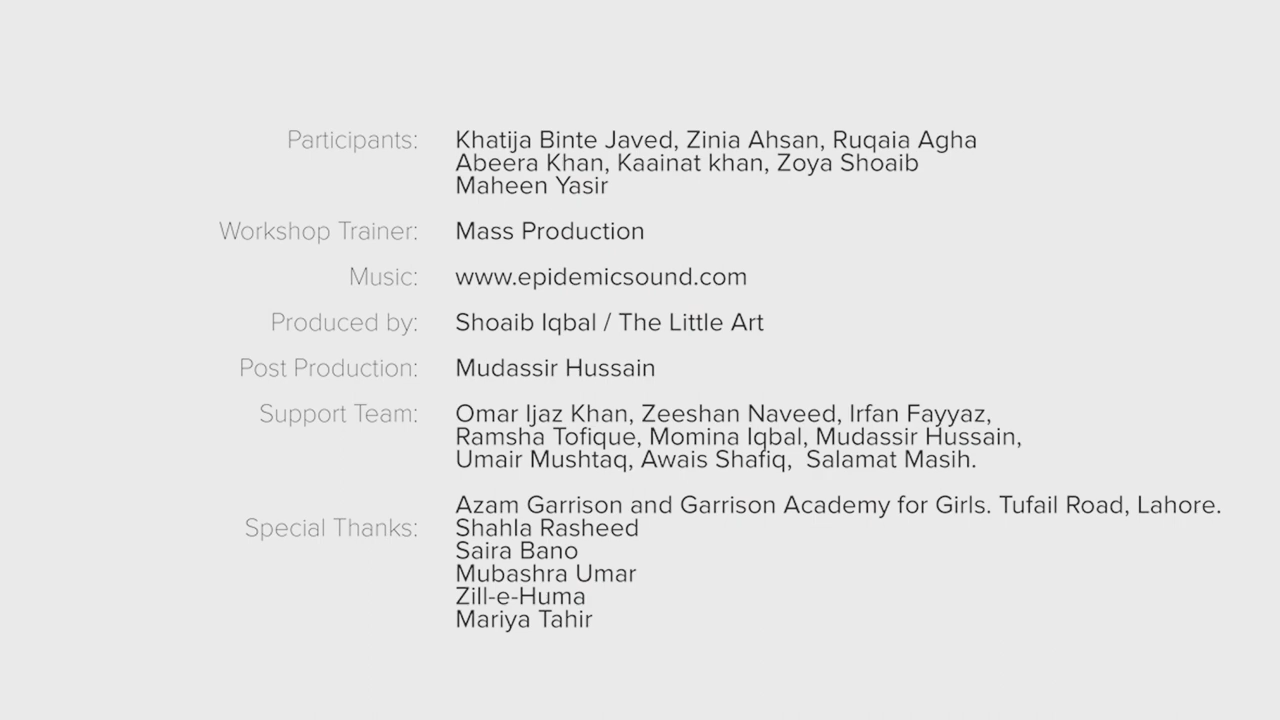 Participants: Khatija Binte Javed, Zinia Ahsan, Ruqaia Agha
Abeera Khan, Kaainat khan, Zoya Shoaib
Maheen Yasir
Workshop Trainer: Mass Production
Music: www.epidemicsound.com
Produced by: Shoaib Iqbal / The Little Art
Post Production: Mudassir Hussain
Support Team: Omar Ijaz Khan, Zeeshan Naveed, Irfan Fayyaz,
Ramsha Tofique, Momina Iqbal, Mudassir Hussain,
Umair Mushtaq, Awais Shafiq,  Salamat Masih.
Azam Garrison and Garrison Academy for Girls. Tufail Road, Lahore.
Special Thanks: Shahla Rasheed
Saira Bano
Mubashra Umar
Zill-e-Huma
Mariya Tahir